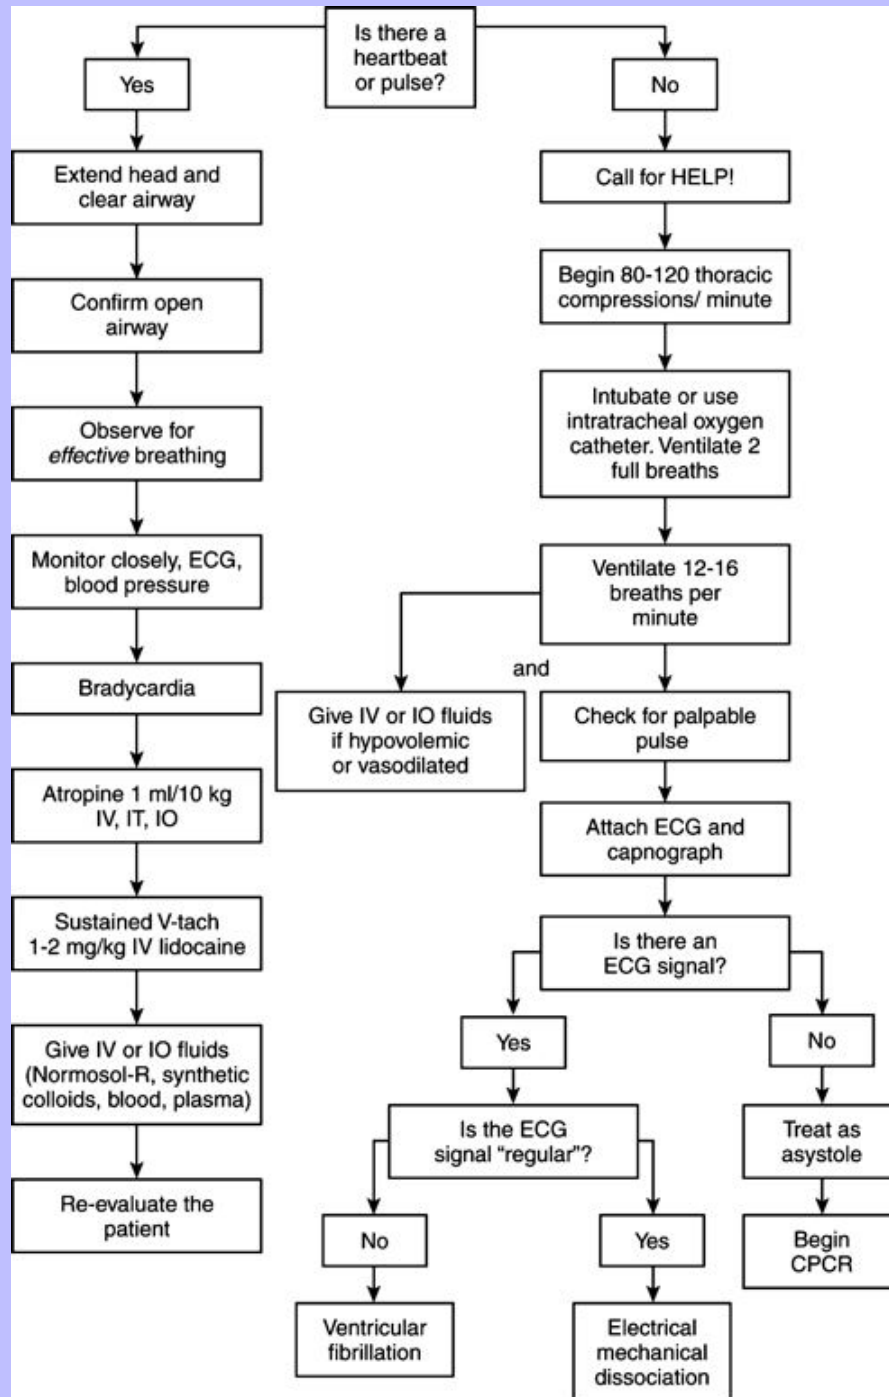 Is there a
heartbeat
or pulse?
Yes
No
Extend head and
clear airway
Confirm open
airway
Observe for
effective breathing
Monitor closely, ECG,
blood pressure
Bradycardia
Atropine 1 ml/10 kg
IV, IT, IO
Sustained V-tach
1-2 mg/kg IV lidocaine
Give IV or IO fluids
(Normosol-R, synthetic
colloids, blood, plasma)
Re-evaluate the
patient
Call for HELP!
Begin 80-120 thoracic
compressions/ minute
Intubate or use
intratracheal oxygen
catheter. Ventilate 2
full breaths
Ventilate 12-16
breaths per
minute
and
Give IV or IO fluids
if hypovolemic
or vasodilated
Check for palpable
pulse
Attach ECG and
capnograph
Is there an
ECG signal?
Yes
No
Is the ECG
signal “regular”?
Treat as
asystole
No
Yes
Begin
CPCR
Ventricular
fibrillation
Electrical
mechanical
dissociation